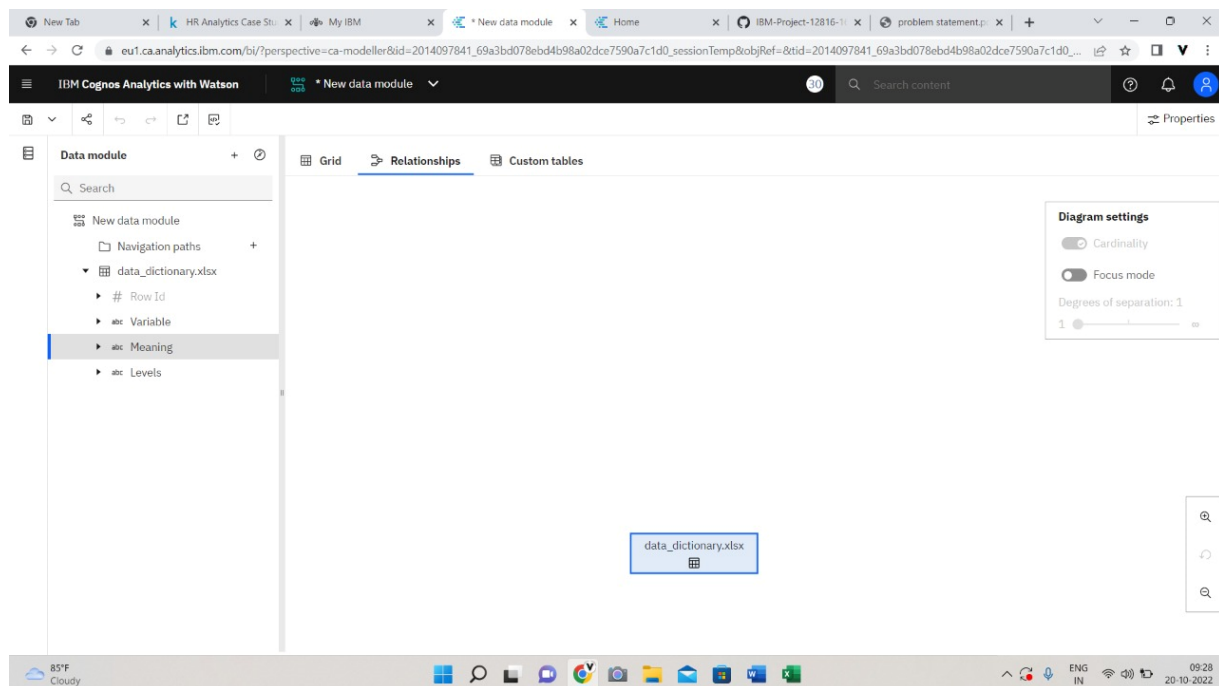 New Tab
HR Analytics Case Stu
My IBM
* New data module
Home
IBM-Project-12816-1
problem statement.p
eu1.ca.analytics.ibm.com/bi/?perspective=ca-modeller&id=2014097841_69a3bd078ebd4b98a02dce7590a7c1d0_sessionTemp&objRef=&tid=2014097841_69a3bd078ebd4b98a02dce7590a7c1d0_...
IBM Cognos Analytics with Watson
* New data module
30
Search content
Properties
Data module
Grid
Relationships
Custom tables
Search
New data module
Navigation paths
data_dictionary.xlsx
# Row Id
abc Variable
abc Meaning
abc Levels
Diagram settings
Cardinality
Focus mode
Degrees of separation: 1
1 ∞
data_dictionary.xlsx
85°F
Cloudy
ENG
IN
09:28
20-10-2022